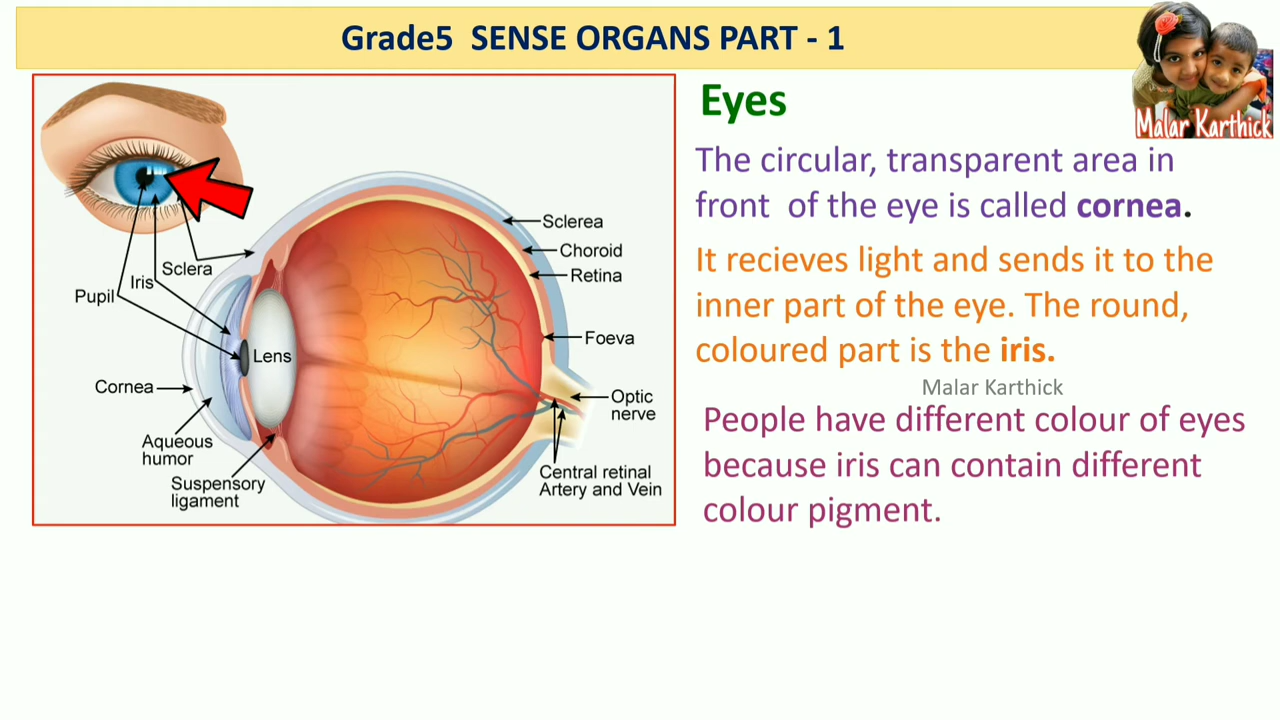 Grade5 SENSE ORGANS PART - 1
Malar Karthick
Eyes
The circular, transparent area in
front of the eye is called cornea.
It recieves light and sends it to the
inner part of the eye. The round,
coloured part is the iris.
Malar Karthick
People have different colour of eyes
because iris can contain different
colour pigment.
Sclera
Iris
Pupil
Lens
Cornea
Aqueous
humor
Suspensory
ligament
Sclerea
Choroid
Retina
Foeva
Optic
nerve
Central retinal
Artery and Vein